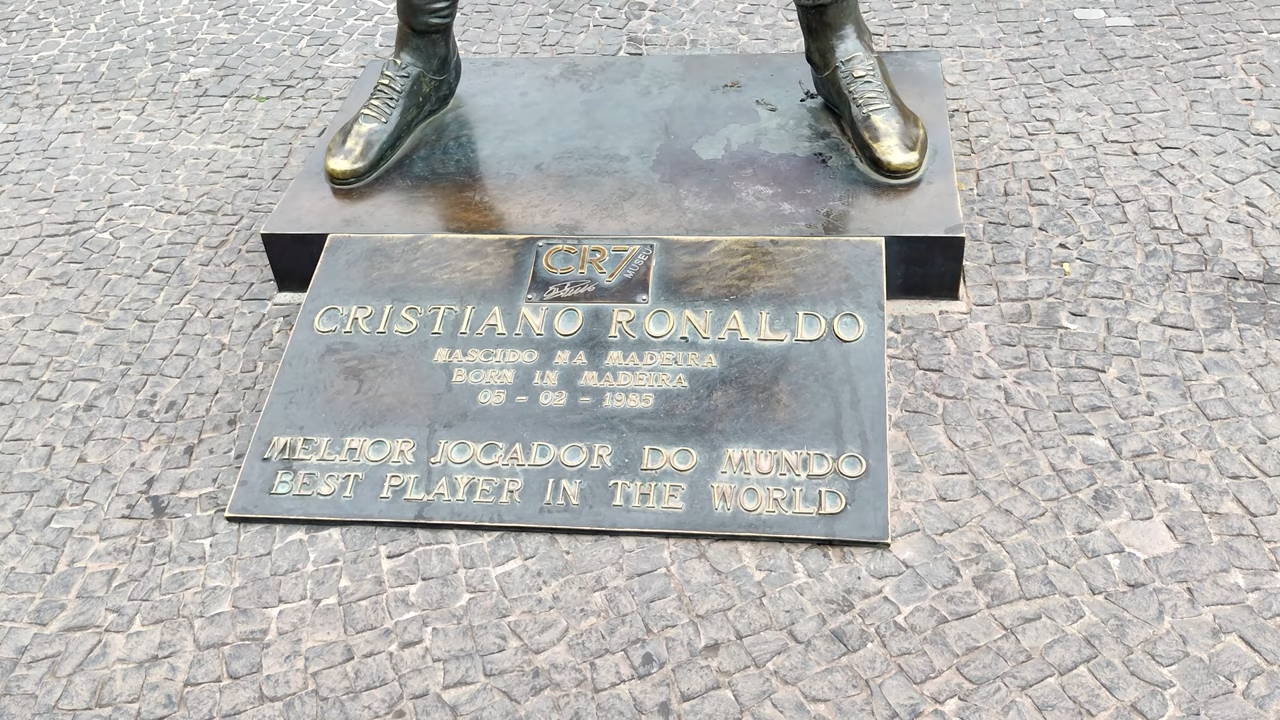 CR7
MUSEU
CRISTIANO RONALDO
NASCIDO NA MADEIRA
BORN IN MADEIRA
05 - 02 - 1985
MELHOR JOGADOR DO MUNDO
BEST PLAYER IN THE WORLD